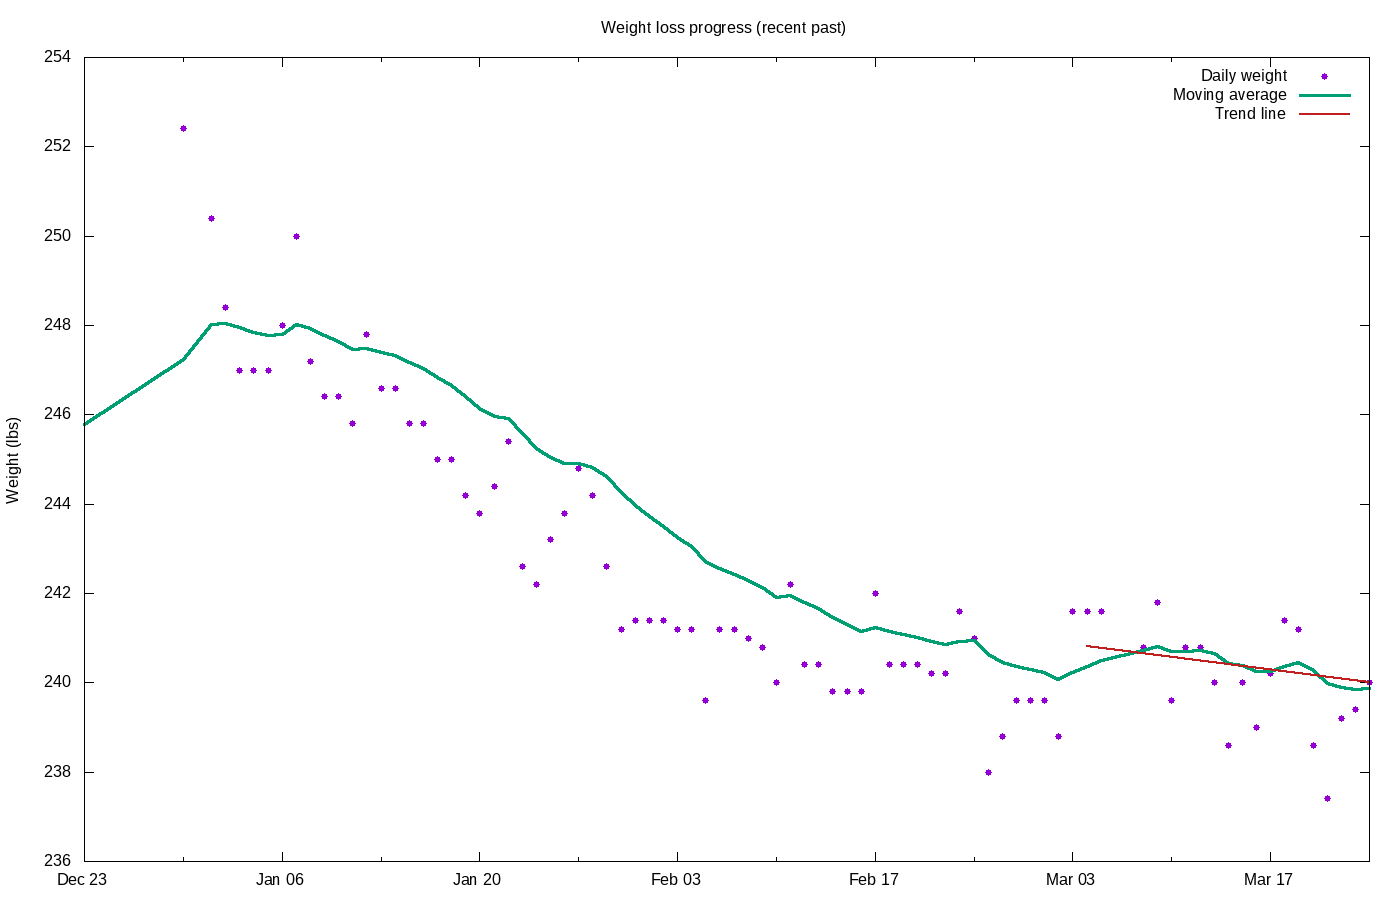 Weight loss progress (recent past)
Daily weight
Moving average
Trend line
Weight (lbs)
254
252
250
248
246
244
242
240
238
236
Dec 23 Jan 06 Jan 20 Feb 03 Feb 17 Mar 03 Mar 17